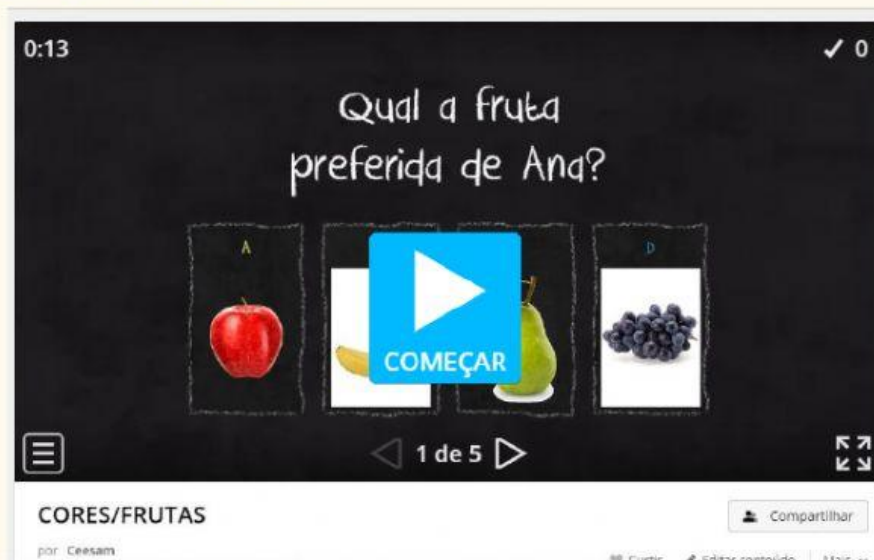 0:13
✓ 0
Qual a fruta
preferida de Ana?
A
D
COMEÇAR
1 de 5
CORES/FRUTAS
Compartilhar
por Ceesam
Curtir
Editar conteúdo
Mais